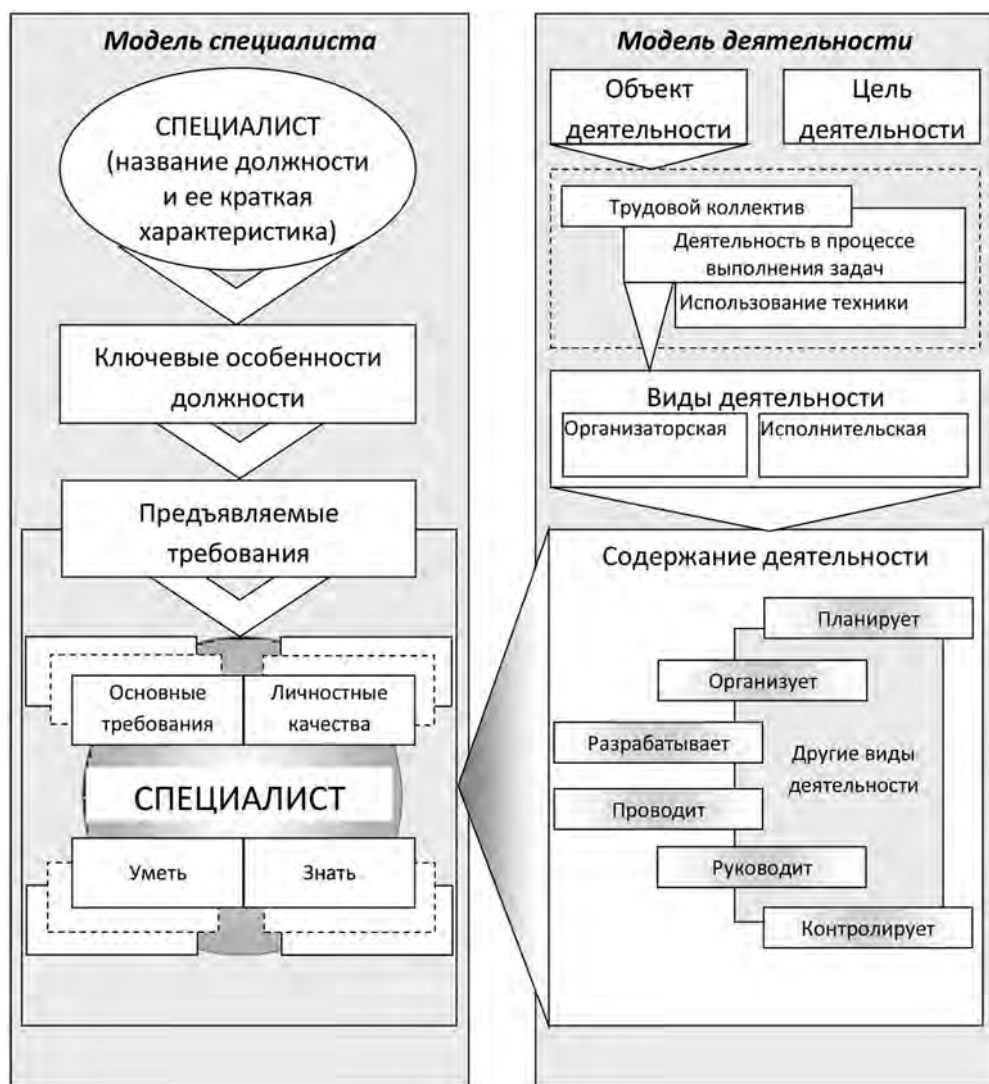 Модель специалиста
СПЕЦИАЛИСТ
(название должности
и ее краткая
характеристика)
Ключевые особенности
должности
Предъявляемые
требования
Основные
требования
Личностные
качества
СПЕЦИАЛИСТ
Уметь
Знать
Модель деятельности
Объект
деятельности
Цель
деятельности
Трудовой коллектив
Деятельность в процессе
выполнения задач
Использование техники
Виды деятельности
Организаторская
Исполнительская
Содержание деятельности
Планирует
Организует
Разрабатывает
Другие виды
деятельности
Проводит
Руководит
Контролирует